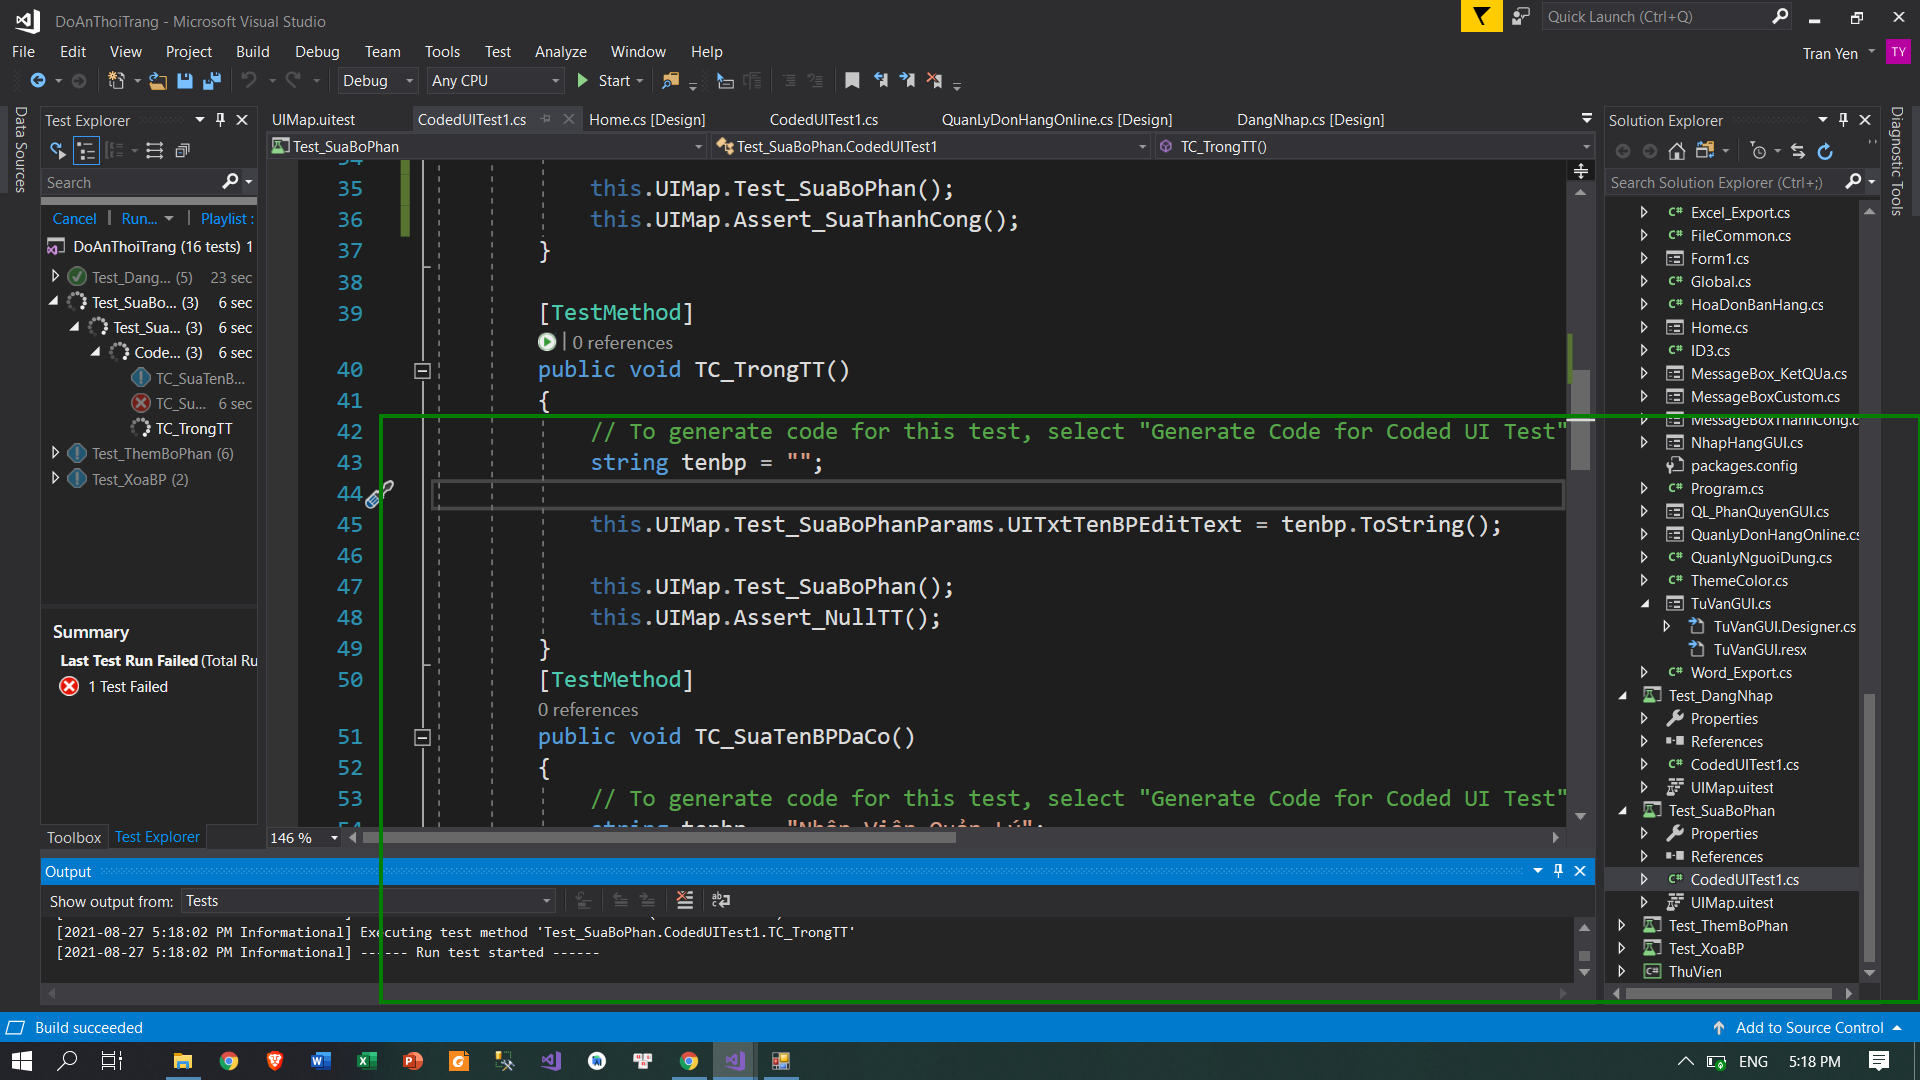 DoAnThoiTrang - Microsoft Visual Studio
Quick Launch (Ctrl+Q)
File Edit View Project Build Debug Team Tools Test Analyze Window Help
Tran Yen
TY
Debug Any CPU Start
Data Sources
Test Explorer
Search
Cancel Run... Playlist :
DoAnThoiTrang (16 tests) 1
Test_Dang... (5) 23 sec
Test_SuaBo... (3) 6 sec
Test_Sua... (3) 6 sec
Code... (3) 6 sec
TC_SuaTenB...
TC_Su... 6 sec
TC_TrongTT
Test_ThemBoPhan (6)
Test_XoaBP (2)
Summary
Last Test Run Failed (Total Ru
1 Test Failed
Toolbox Test Explorer
UIMap.uitest CodedUITest1.cs Home.cs [Design] CodedUITest1.cs QuanLyDonHangOnline.cs [Design] DangNhap.cs [Design]
Test_SuaBoPhan Test_SuaBoPhan.CodedUITest1 TC_TrongTT()
35 this.UIMap.Test_SuaBoPhan();
36 this.UIMap.Assert_SuaThanhCong();
37 }
38
39 [TestMethod]
0 references
40 public void TC_TrongTT()
41 {
42 // To generate code for this test, select "Generate Code for Coded UI Test"
43 string tenbp = "";
44
45 this.UIMap.Test_SuaBoPhanParams.UITxtTenBPEditText = tenbp.ToString();
46
47 this.UIMap.Test_SuaBoPhan();
48 this.UIMap.Assert_NullTT();
49 }
50 [TestMethod]
0 references
51 public void TC_SuaTenBPDaCo()
52 {
53 // To generate code for this test, select "Generate Code for Coded UI Test"
146 %
Output
Show output from: Tests
[2021-08-27 5:18:02 PM Informational] Executing test method 'Test_SuaBoPhan.CodedUITest1.TC_TrongTT'
[2021-08-27 5:18:02 PM Informational] ------ Run test started ------
Solution Explorer
Search Solution Explorer (Ctrl+;)
Excel_Export.cs
FileCommon.cs
Form1.cs
Global.cs
HoaDonBanHang.cs
Home.cs
ID3.cs
MessageBox_KetQUa.cs
MessageBoxCustom.cs
MessageBoxThanhCong.c
NhapHangGUI.cs
packages.config
Program.cs
QL_PhanQuyenGUI.cs
QuanLyDonHangOnline.cs
QuanLyNguoiDung.cs
ThemeColor.cs
TuVanGUI.cs
TuVanGUI.Designer.cs
TuVanGUI.resx
Word_Export.cs
Test_DangNhap
Properties
References
CodedUITest1.cs
UIMap.uitest
Test_SuaBoPhan
Properties
References
CodedUITest1.cs
UIMap.uitest
Test_ThemBoPhan
Test_XoaBP
ThuVien
Diagnostic Tools
Build succeeded
Add to Source Control
ENG 5:18 PM